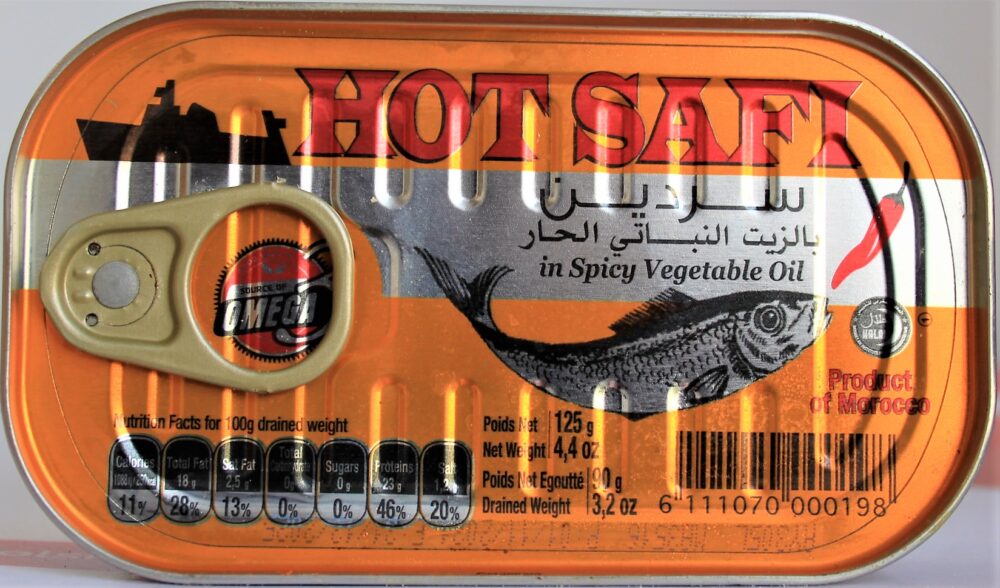 HOT SAFI
سردين
بالزيت النباتي الحار
in Spicy Vegetable Oil
SOURCE OF
OMEGA
HALAL
Product
of Morocco
Nutrition Facts for 100g drained weight
Calories
11%
Total Fat
18 g
28%
Sat Fat
2,5 g
13%
Total
Carbohydrate
0%
Sugars
0 g
0%
Proteins
23 g
46%
Salt
20%
Poids Net 125 g
Net Weight 4,4 oz
Poids Net Egoutté 90 g
Drained Weight 3,2 oz
6 111070 000198